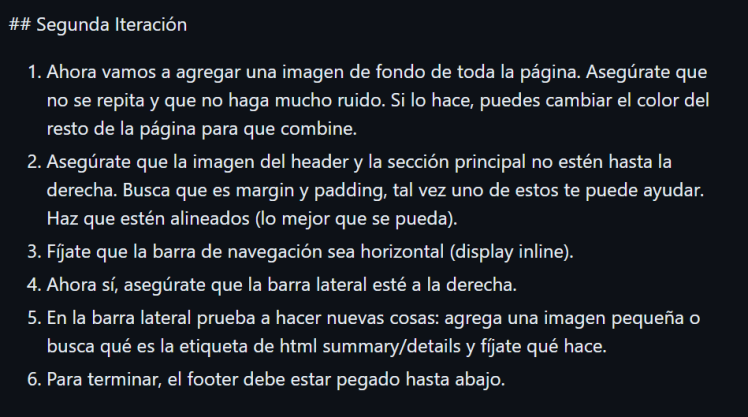 ## Segunda Iteración
1. Ahora vamos a agregar una imagen de fondo de toda la página. Asegúrate que
no se repita y que no haga mucho ruido. Si lo hace, puedes cambiar el color del
resto de la página para que combine.
2. Asegúrate que la imagen del header y la sección principal no estén hasta la
derecha. Busca que es margin y padding, tal vez uno de estos te puede ayudar.
Haz que estén alineados (lo mejor que se pueda).
3. Fíjate que la barra de navegación sea horizontal (display inline).
4. Ahora sí, asegúrate que la barra lateral esté a la derecha.
5. En la barra lateral prueba a hacer nuevas cosas: agrega una imagen pequeña o
busca qué es la etiqueta de html summary/details y fíjate qué hace.
6. Para terminar, el footer debe estar pegado hasta abajo.